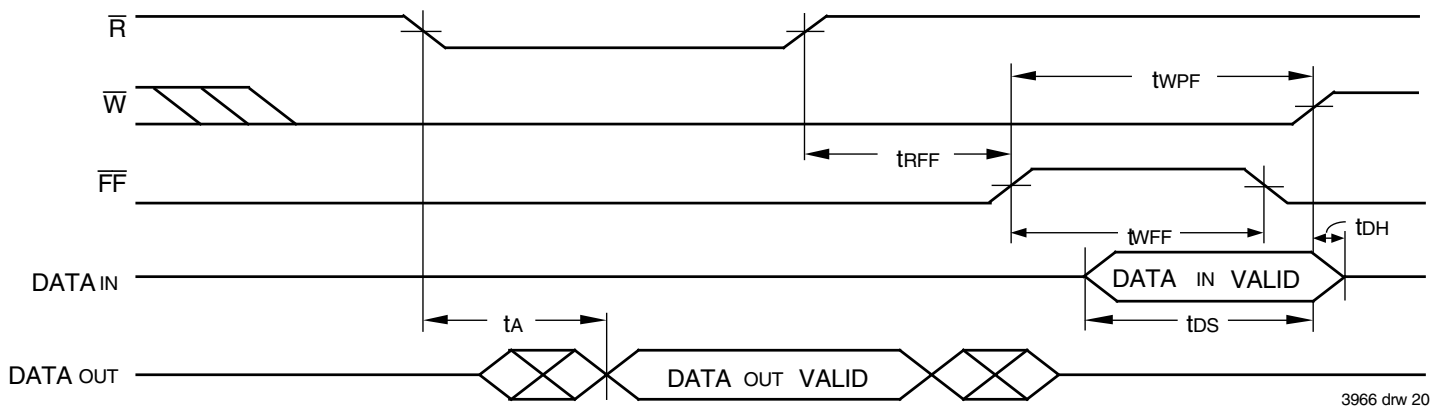 R
tWPF
W
tRFF
FF
tWFF
tDH
DATA IN
DATA IN VALID
tA
tDS
DATA OUT
DATA OUT VALID
3966 drw 20